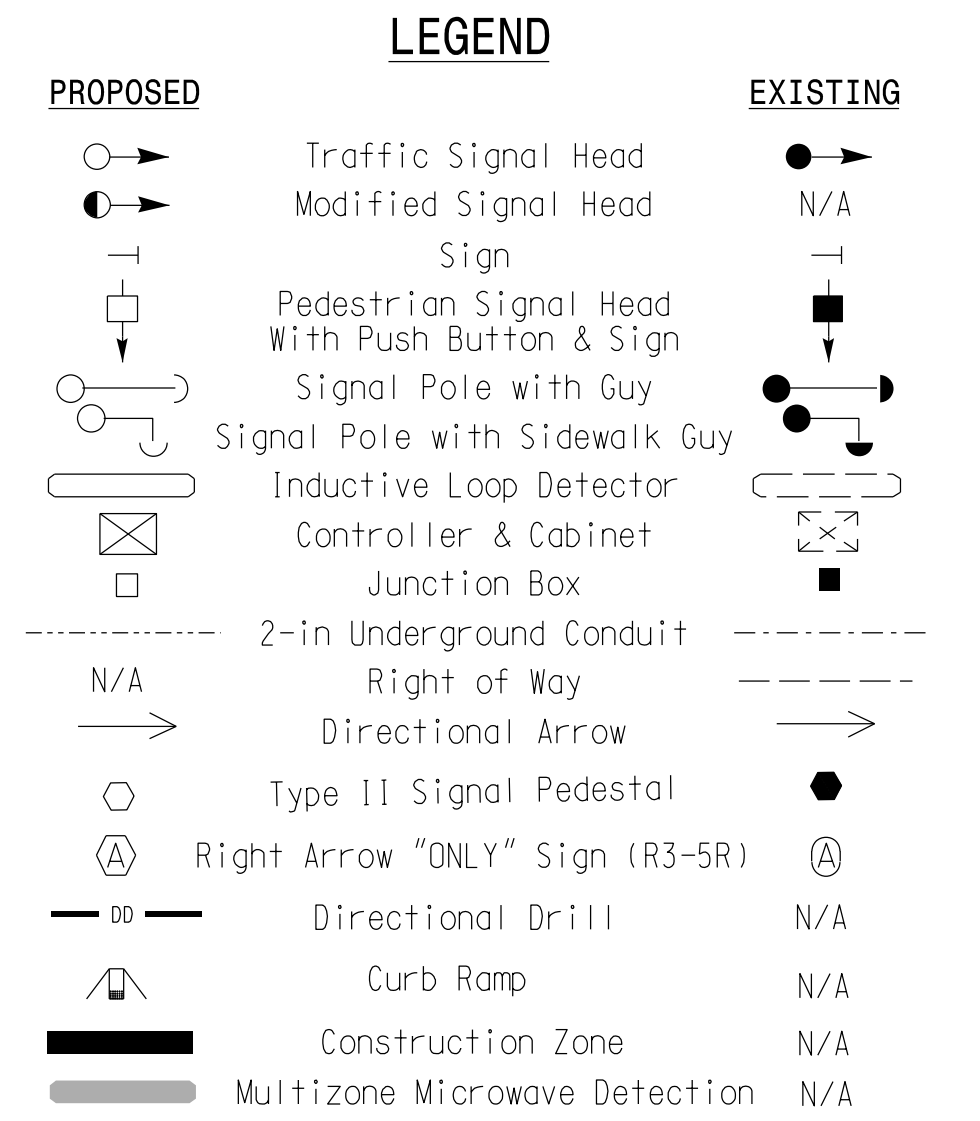 LEGEND
PROPOSED EXISTING
Traffic Signal Head
Modified Signal Head N/A
Sign
Pedestrian Signal Head
With Push Button & Sign
Signal Pole with Guy
Signal Pole with Sidewalk Guy
Inductive Loop Detector
Controller & Cabinet
Junction Box
2-in Underground Conduit
N/A Right of Way
Directional Arrow
Type II Signal Pedestal
A Right Arrow "ONLY" Sign (R3-5R) A
DD Directional Drill N/A
Curb Ramp N/A
Construction Zone N/A
Multizone Microwave Detection N/A